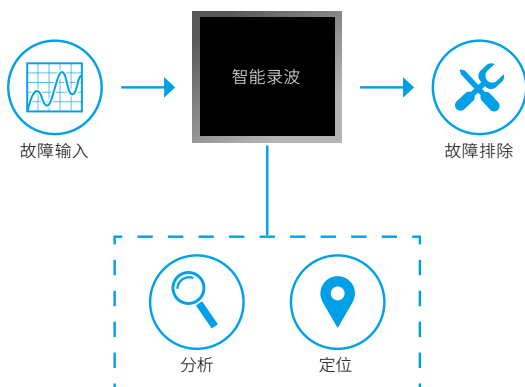 智能录波
故障输入
故障排除
分析
定位